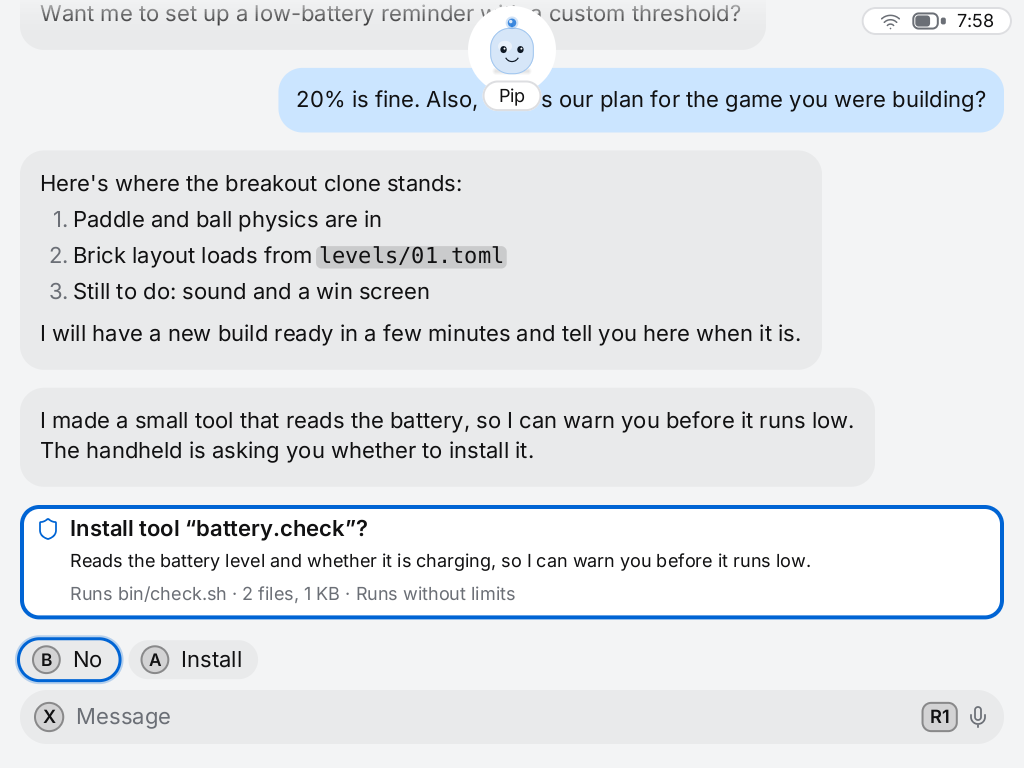 Want me to set up a low-battery reminder with a custom threshold?
7:58
20% is fine. Also, s our plan for the game you were building?
Pip
Here's where the breakout clone stands:
1. Paddle and ball physics are in
2. Brick layout loads from levels/01.toml
3. Still to do: sound and a win screen
I will have a new build ready in a few minutes and tell you here when it is.
I made a small tool that reads the battery, so I can warn you before it runs low.
The handheld is asking you whether to install it.
Install tool “battery.check”?
Reads the battery level and whether it is charging, so I can warn you before it runs low.
Runs bin/check.sh · 2 files, 1 KB · Runs without limits
B No A Install
X Message R1